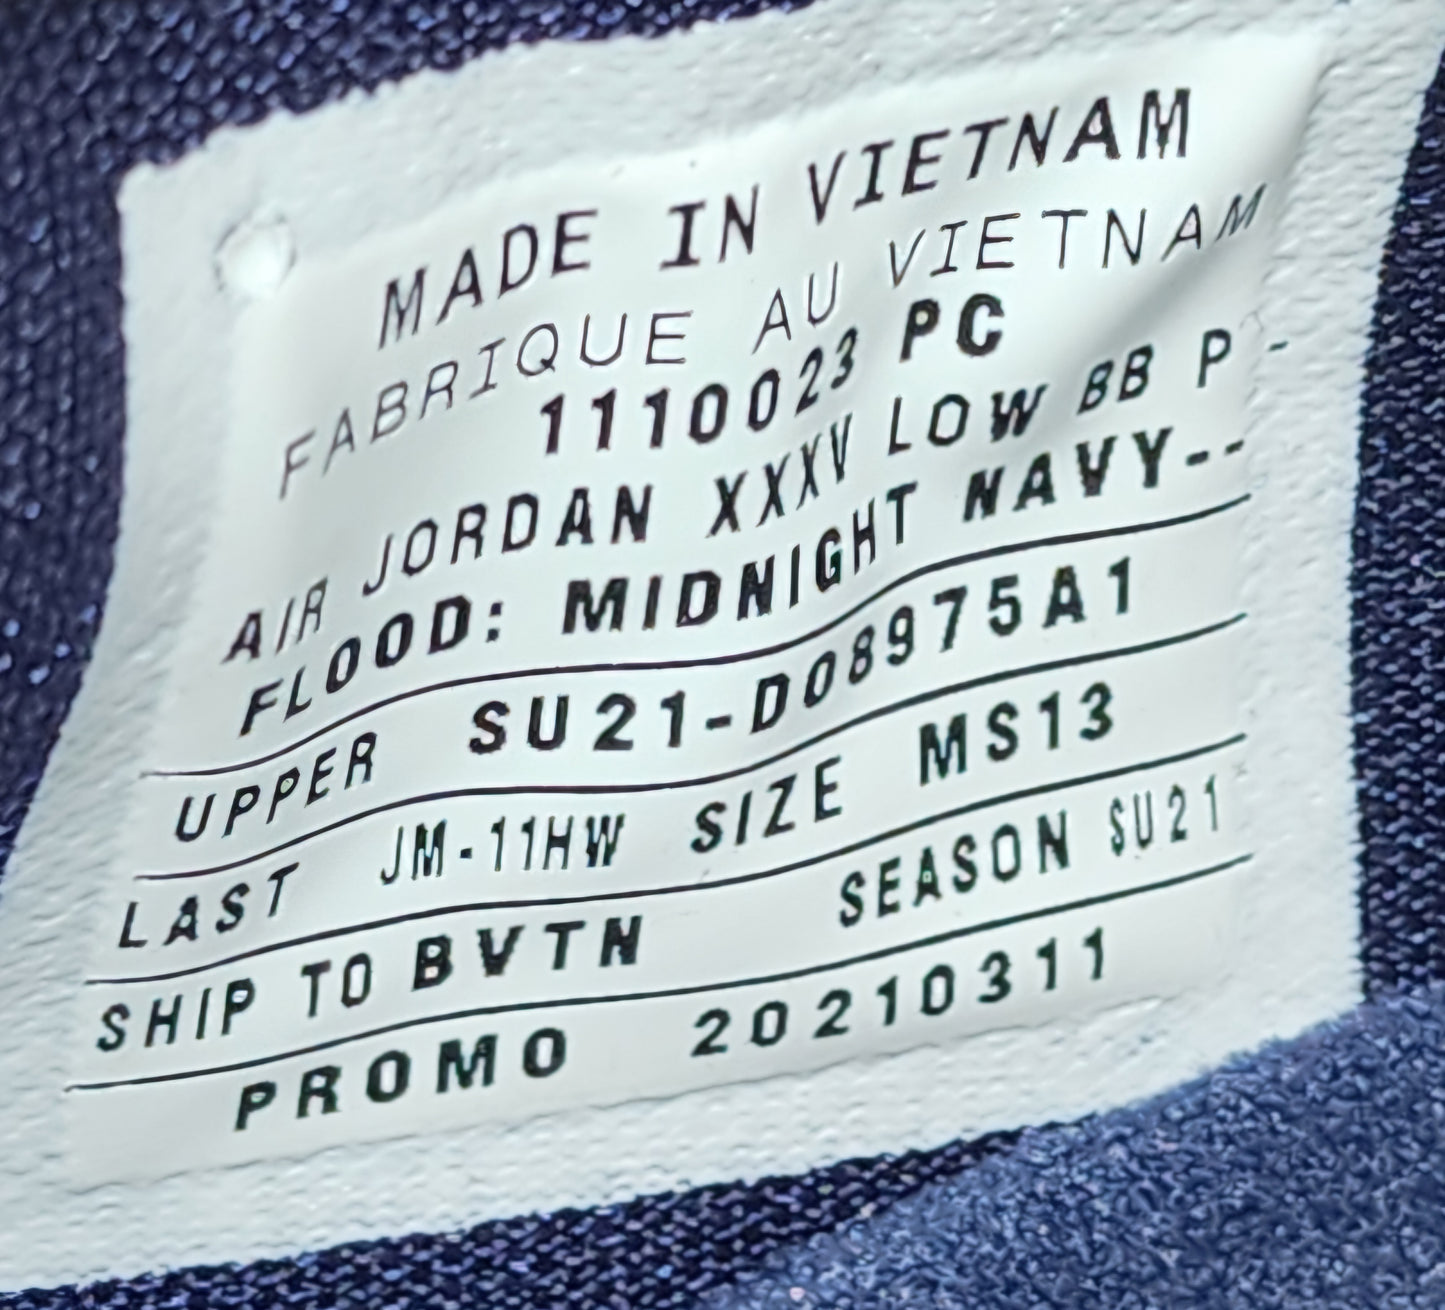 MADE IN VIETNAM
FABRIQUE AU VIETNAM
1110023 PC
AIR JORDAN XXXV LOW BB P -
FLOOD: MIDNIGHT NAVY--
UPPER SU21-D08975A1
LAST JM-11HW SIZE MS13
SHIP TO BVTN SEASON SU21
PROMO 20210311